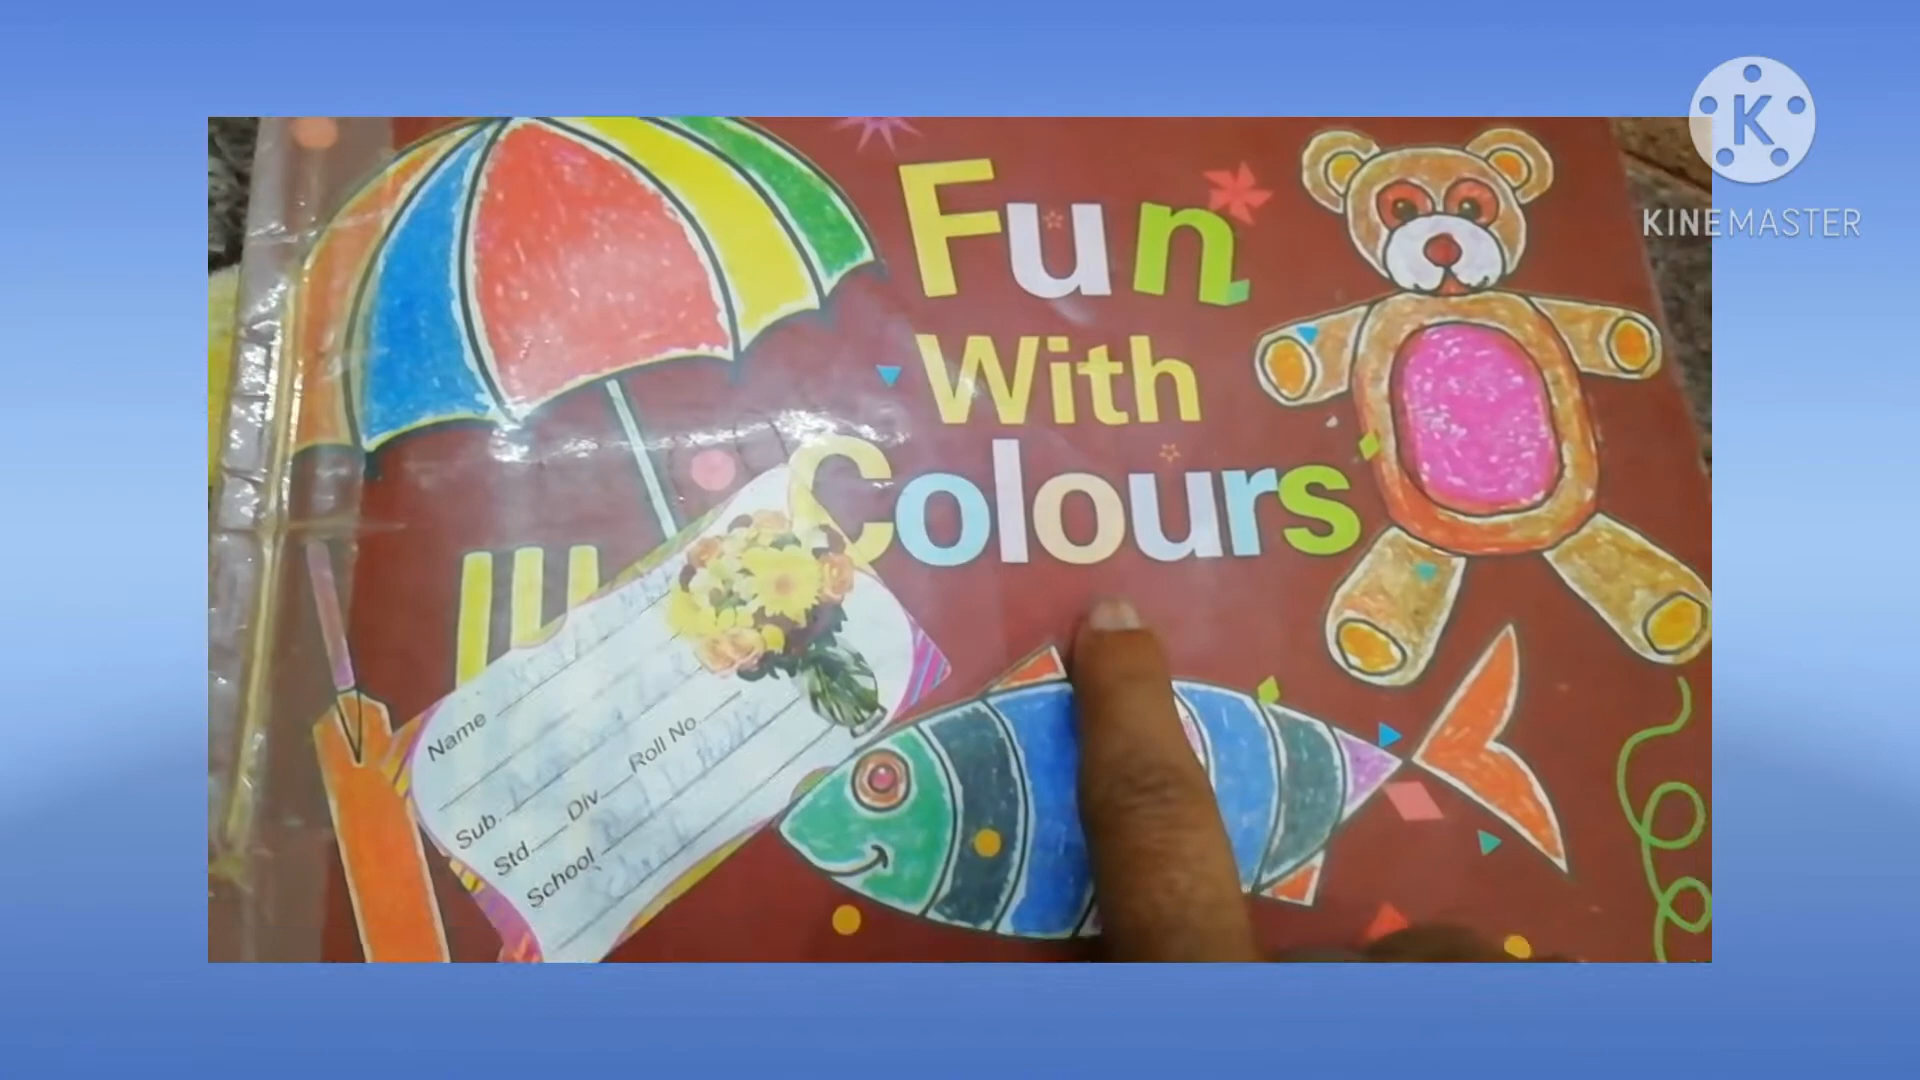 Fun
With
Colours
Name
Sub.
Std. Div. Roll No.
School
K
KINEMASTER